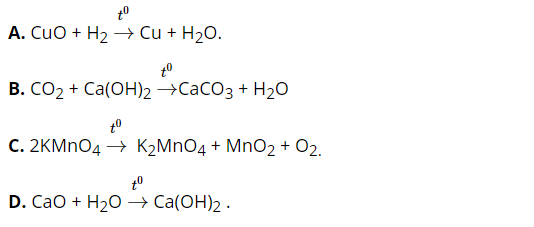 A. CuO + H₂ →(t⁰) Cu + H₂O.
B. CO₂ + Ca(OH)₂ →(t⁰) CaCO₃ + H₂O
C. 2KMnO₄ →(t⁰) K₂MnO₄ + MnO₂ + O₂.
D. CaO + H₂O →(t⁰) Ca(OH)₂ .